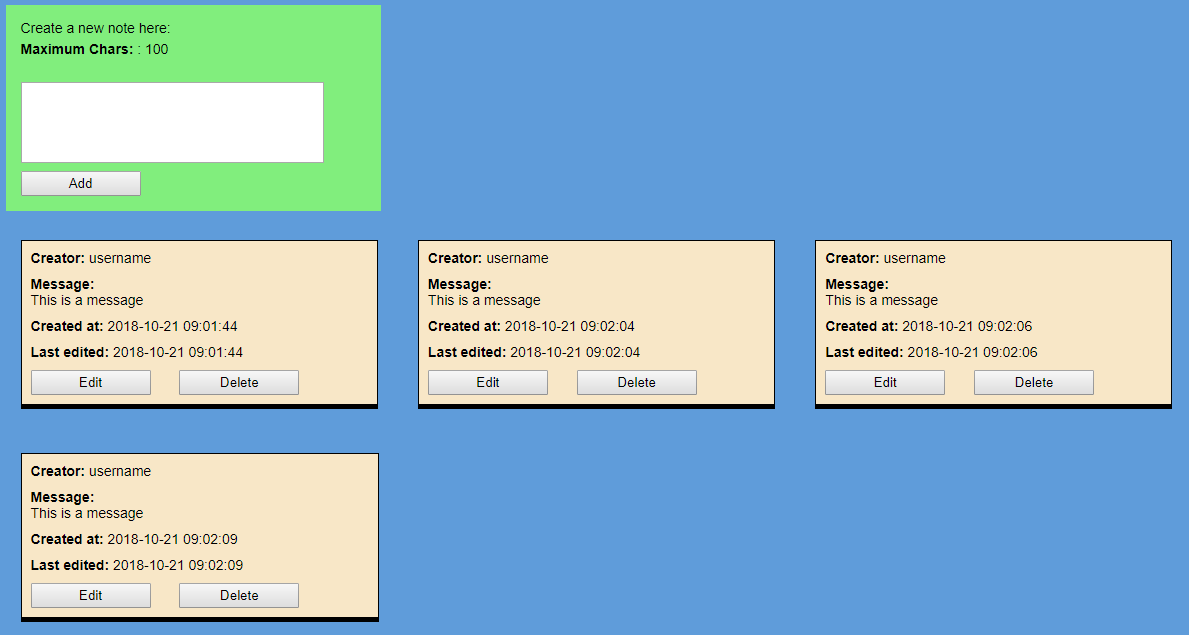 Create a new note here:
Maximum Chars: : 100
Add
Creator: username
Message:
This is a message
Created at: 2018-10-21 09:01:44
Last edited: 2018-10-21 09:01:44
Edit Delete
Creator: username
Message:
This is a message
Created at: 2018-10-21 09:02:04
Last edited: 2018-10-21 09:02:04
Edit Delete
Creator: username
Message:
This is a message
Created at: 2018-10-21 09:02:06
Last edited: 2018-10-21 09:02:06
Edit Delete
Creator: username
Message:
This is a message
Created at: 2018-10-21 09:02:09
Last edited: 2018-10-21 09:02:09
Edit Delete